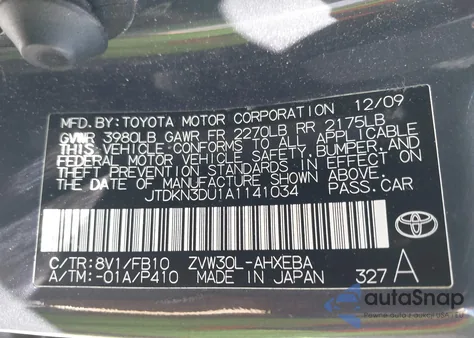 MFD.BY:TOYOTA MOTOR CORPORATION 12/09
GVWR 3980LB GAWR FR 2270LB RR 2175LB
THIS VEHICLE CONFORMS TO ALL APPLICABLE
FEDERAL MOTOR VEHICLE SAFETY, BUMPER, AND
THEFT PREVENTION STANDARDS IN EFFECT ON
THE DATE OF MANUFACTURE SHOWN ABOVE.
JTDKN3DU1A1141034 PASS.CAR
C/TR:8V1/FB10 ZVW30L-AHXEBA
A/TM:-01A/P410 MADE IN JAPAN 327A
TOYOTA
autoSnap